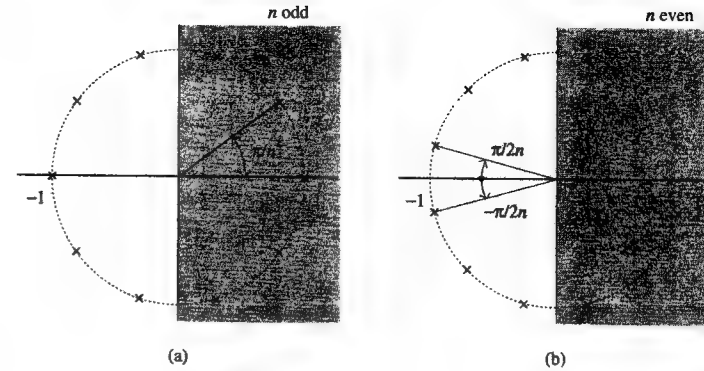 n odd
π/n
−1
(a)
n even
π/2n
−π/2n
−1
(b)